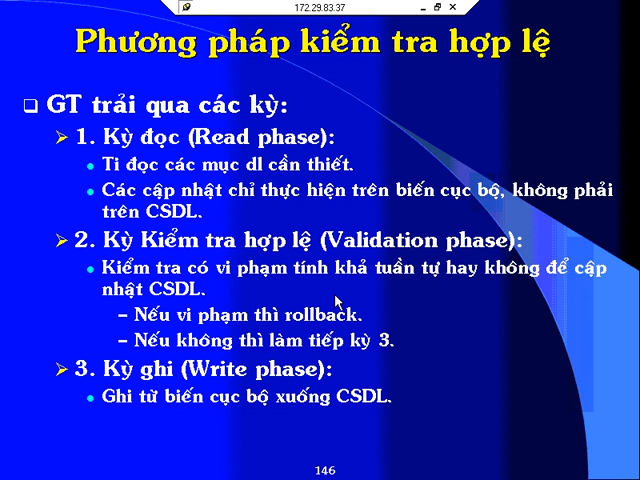 172.29.83.37
Phương pháp kiểm tra hợp lệ
GT trải qua các kỳ:
1. Kỳ đọc (Read phase):
Ti đọc các mục dl cần thiết.
Các cập nhật chỉ thực hiện trên biến cục bộ, không phải
trên CSDL.
2. Kỳ Kiểm tra hợp lệ (Validation phase):
Kiểm tra có vi phạm tính khả tuần tự hay không để cập
nhật CSDL.
– Nếu vi phạm thì rollback.
– Nếu không thì làm tiếp kỳ 3.
3. Kỳ ghi (Write phase):
Ghi từ biến cục bộ xuống CSDL.
146